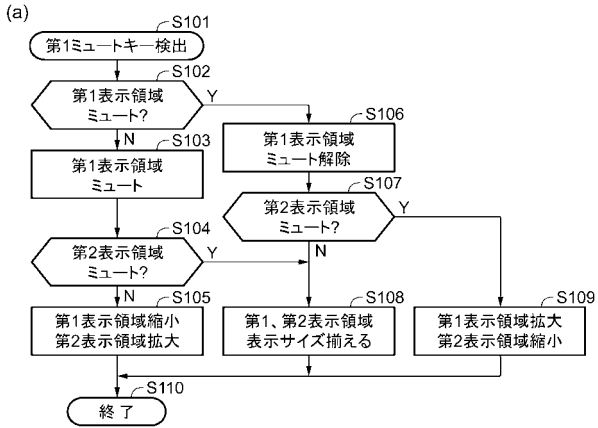 (a)
S101
第1ミュートキー検出
S102
第1表示領域
ミュート?
Y
N
S103
第1表示領域
ミュート
S106
第1表示領域
ミュート解除
S107
第2表示領域
ミュート?
Y
N
S104
第2表示領域
ミュート?
Y
N
S105
第1表示領域縮小
第2表示領域拡大
S108
第1、第2表示領域
表示サイズ揃える
S109
第1表示領域拡大
第2表示領域縮小
S110
終了